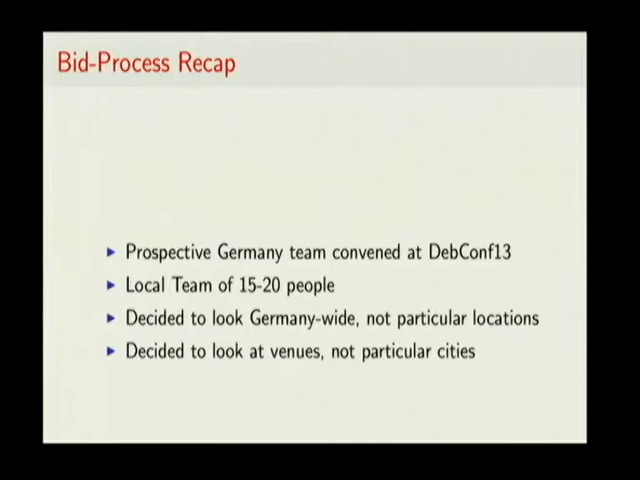 Bid-Process Recap
Prospective Germany team convened at DebConf13
Local Team of 15-20 people
Decided to look Germany-wide, not particular locations
Decided to look at venues, not particular cities